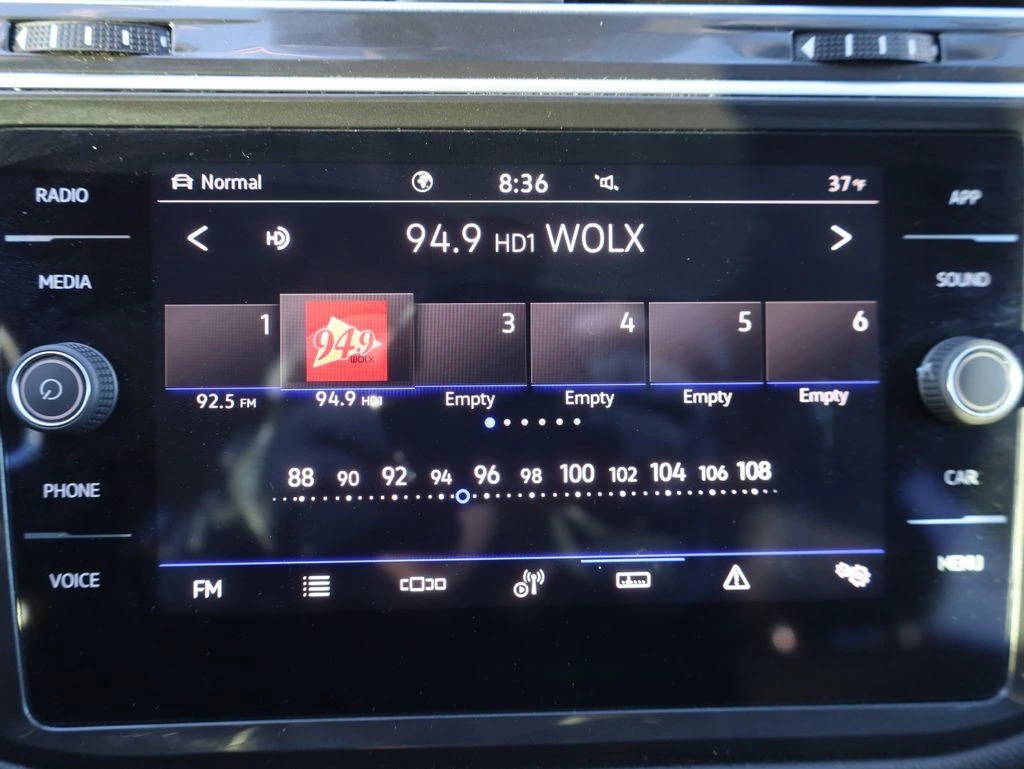 Normal 8:36 37°F
RADIO
APP
94.9 HD1 WOLX
MEDIA
SOUND
1 94.9 WOLX 3 4 5 6
92.5 FM 94.9 HD1 Empty Empty Empty Empty
88 90 92 94 96 98 100 102 104 106 108
PHONE
CAR
VOICE
MENU
FM